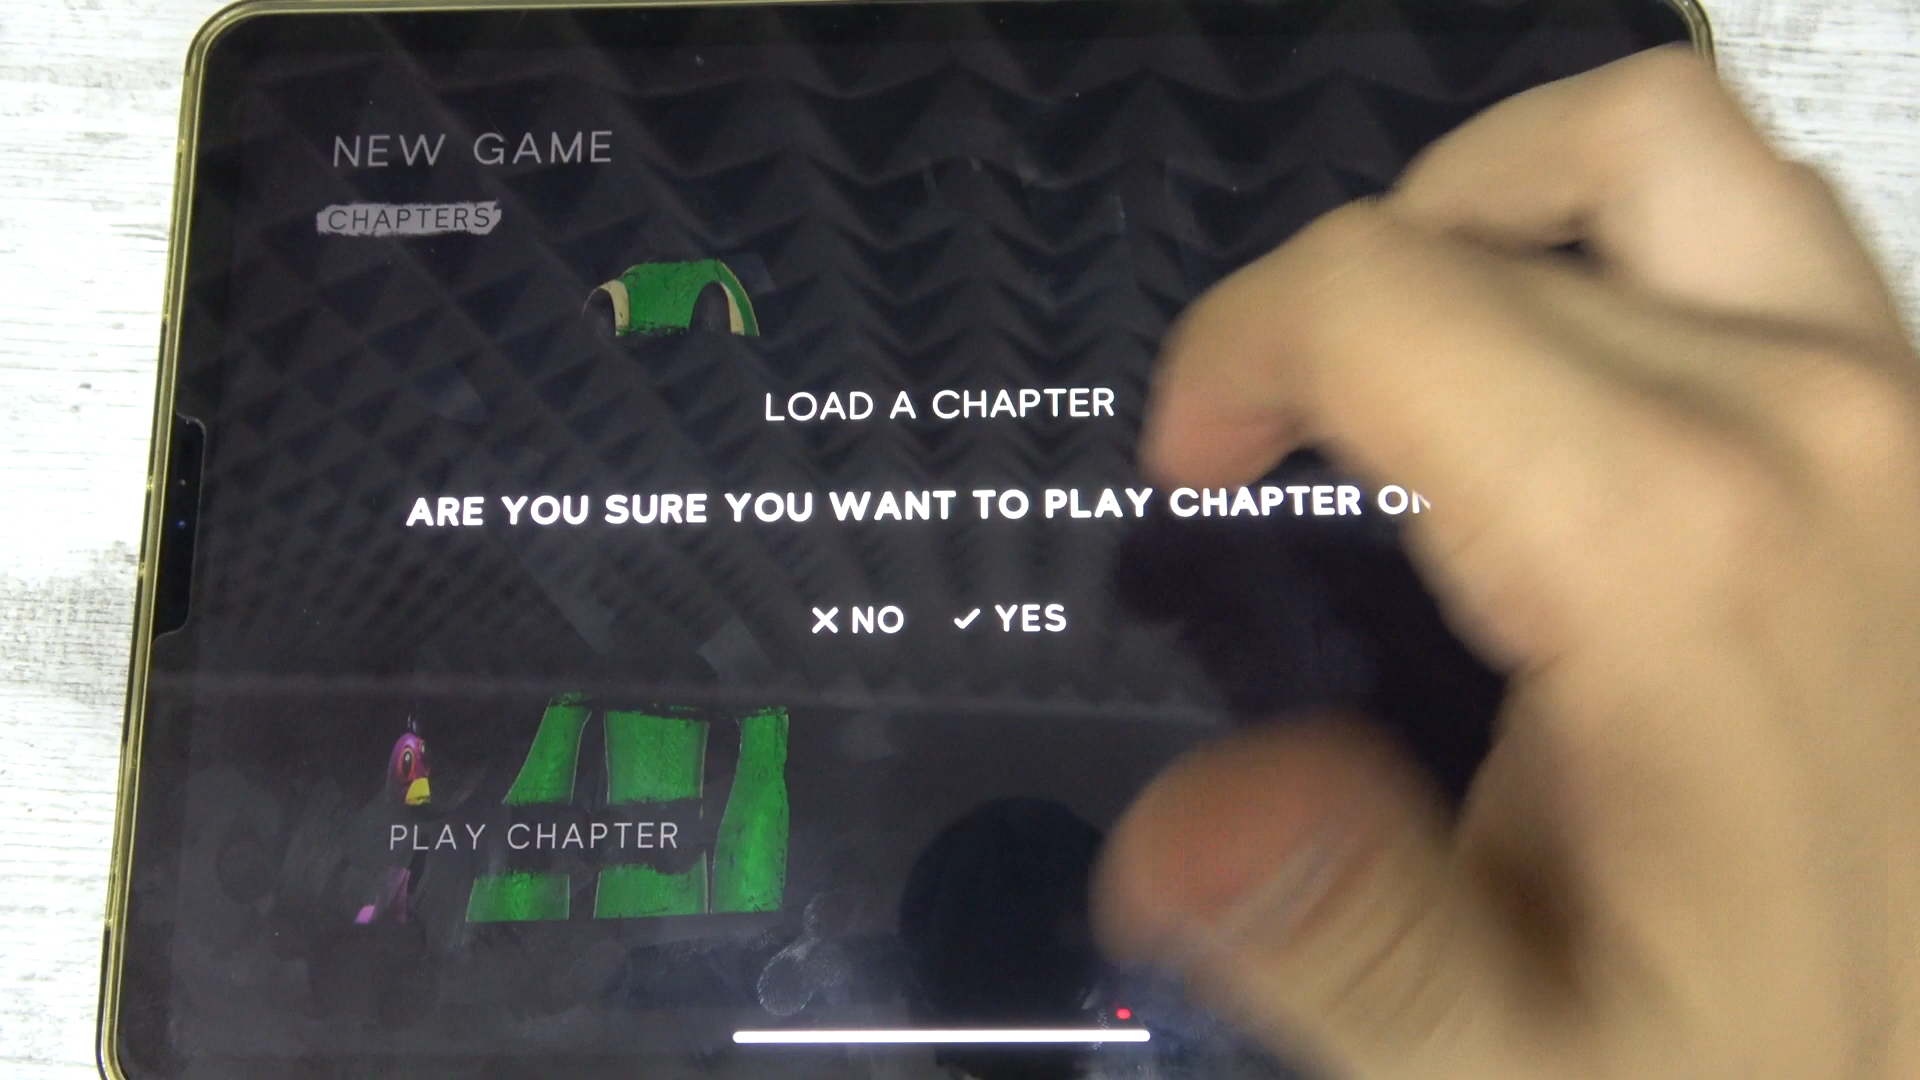 NEW GAME
CHAPTERS
LOAD A CHAPTER
ARE YOU SURE YOU WANT TO PLAY CHAPTER
NO YES
PLAY CHAPTER